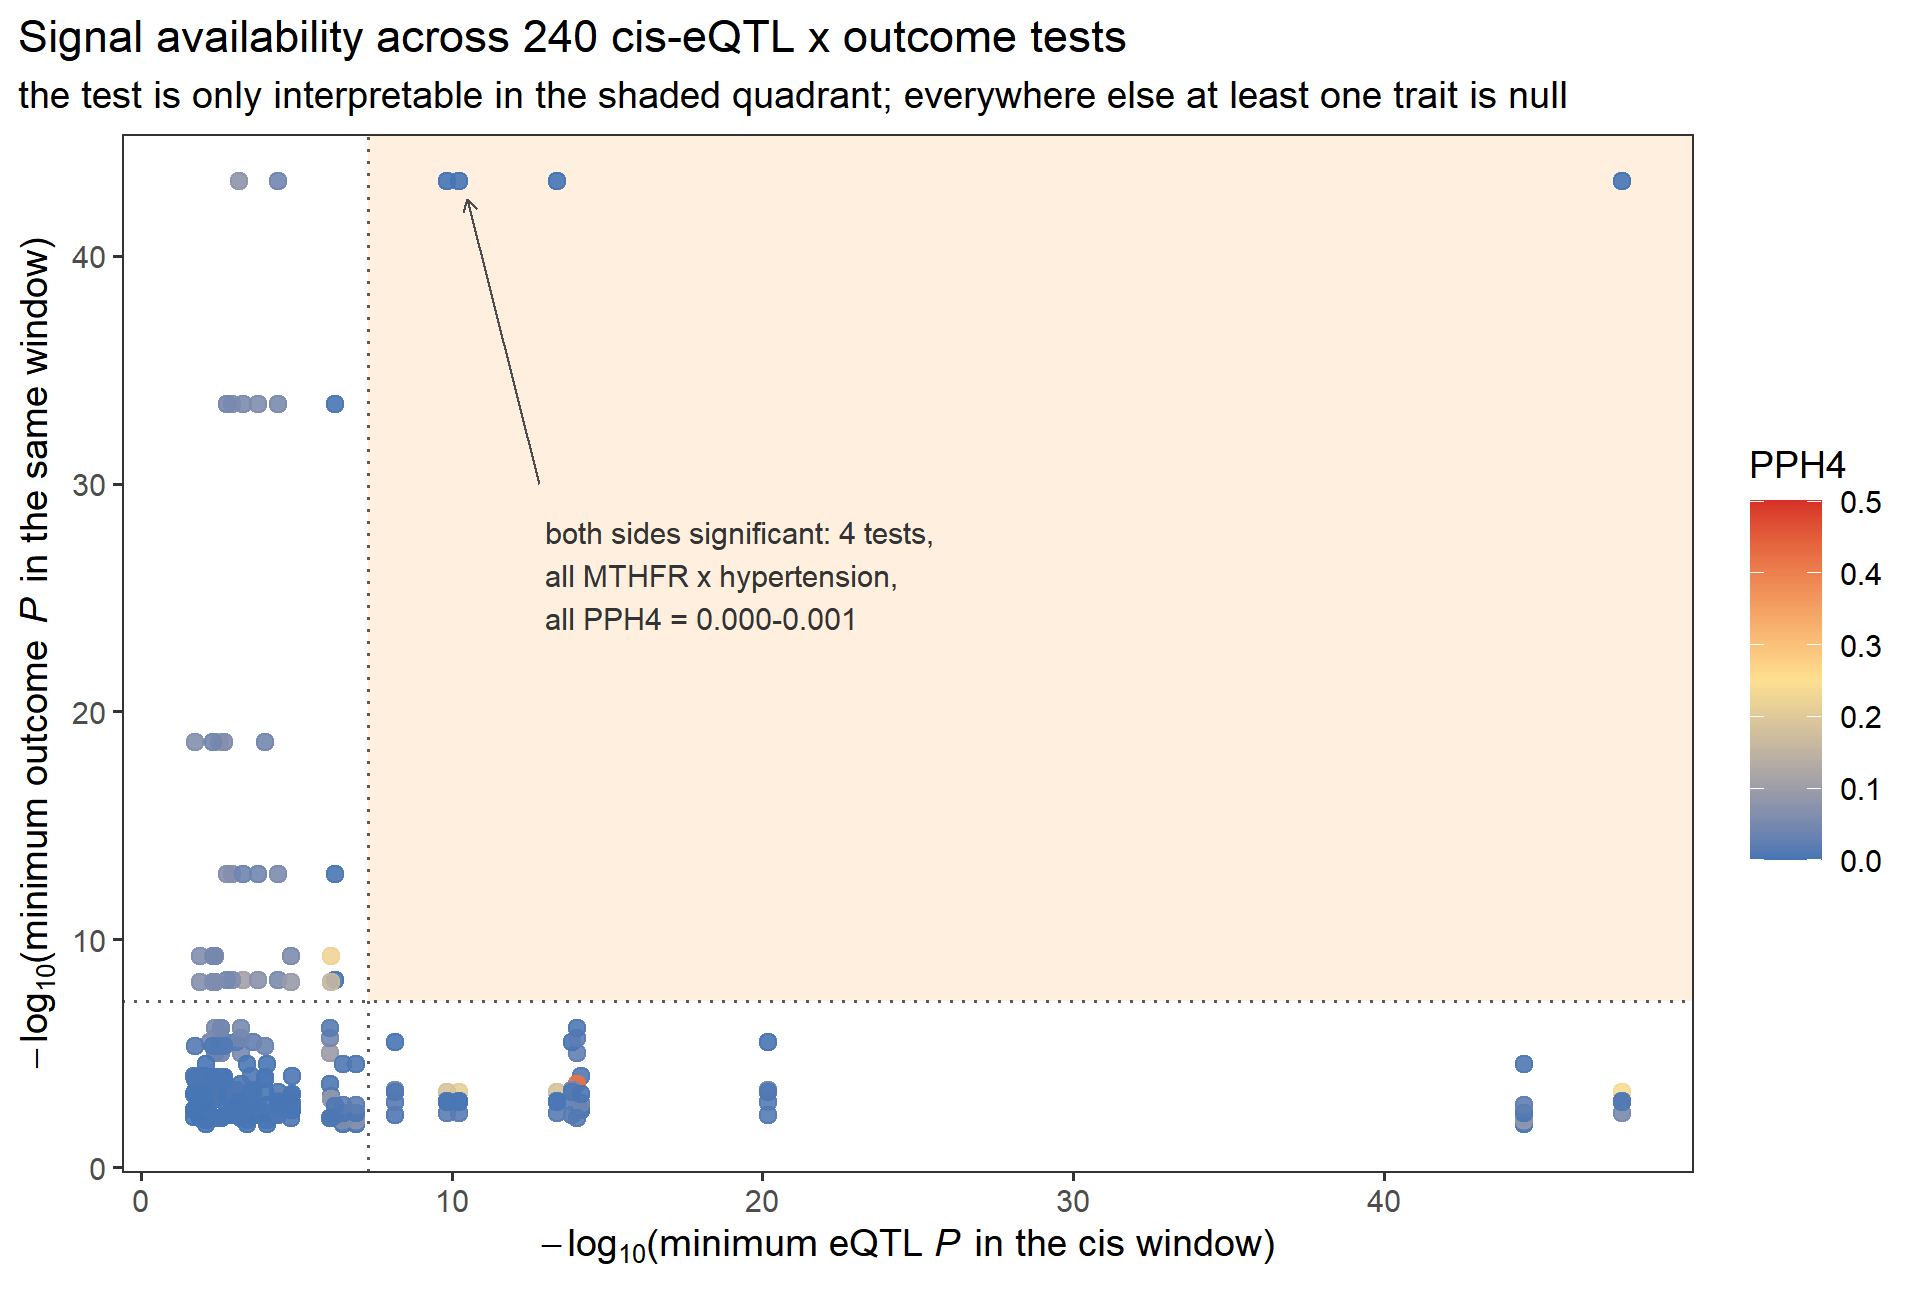 Signal availability across 240 cis-eQTL x outcome tests
the test is only interpretable in the shaded quadrant; everywhere else at least one trait is null
−log10(minimum outcome P in the same window)
40
30
20
10
0
both sides significant: 4 tests,
all MTHFR x hypertension,
all PPH4 = 0.000-0.001
0
10
20
30
40
−log10(minimum eQTL P in the cis window)
PPH4
0.5
0.4
0.3
0.2
0.1
0.0